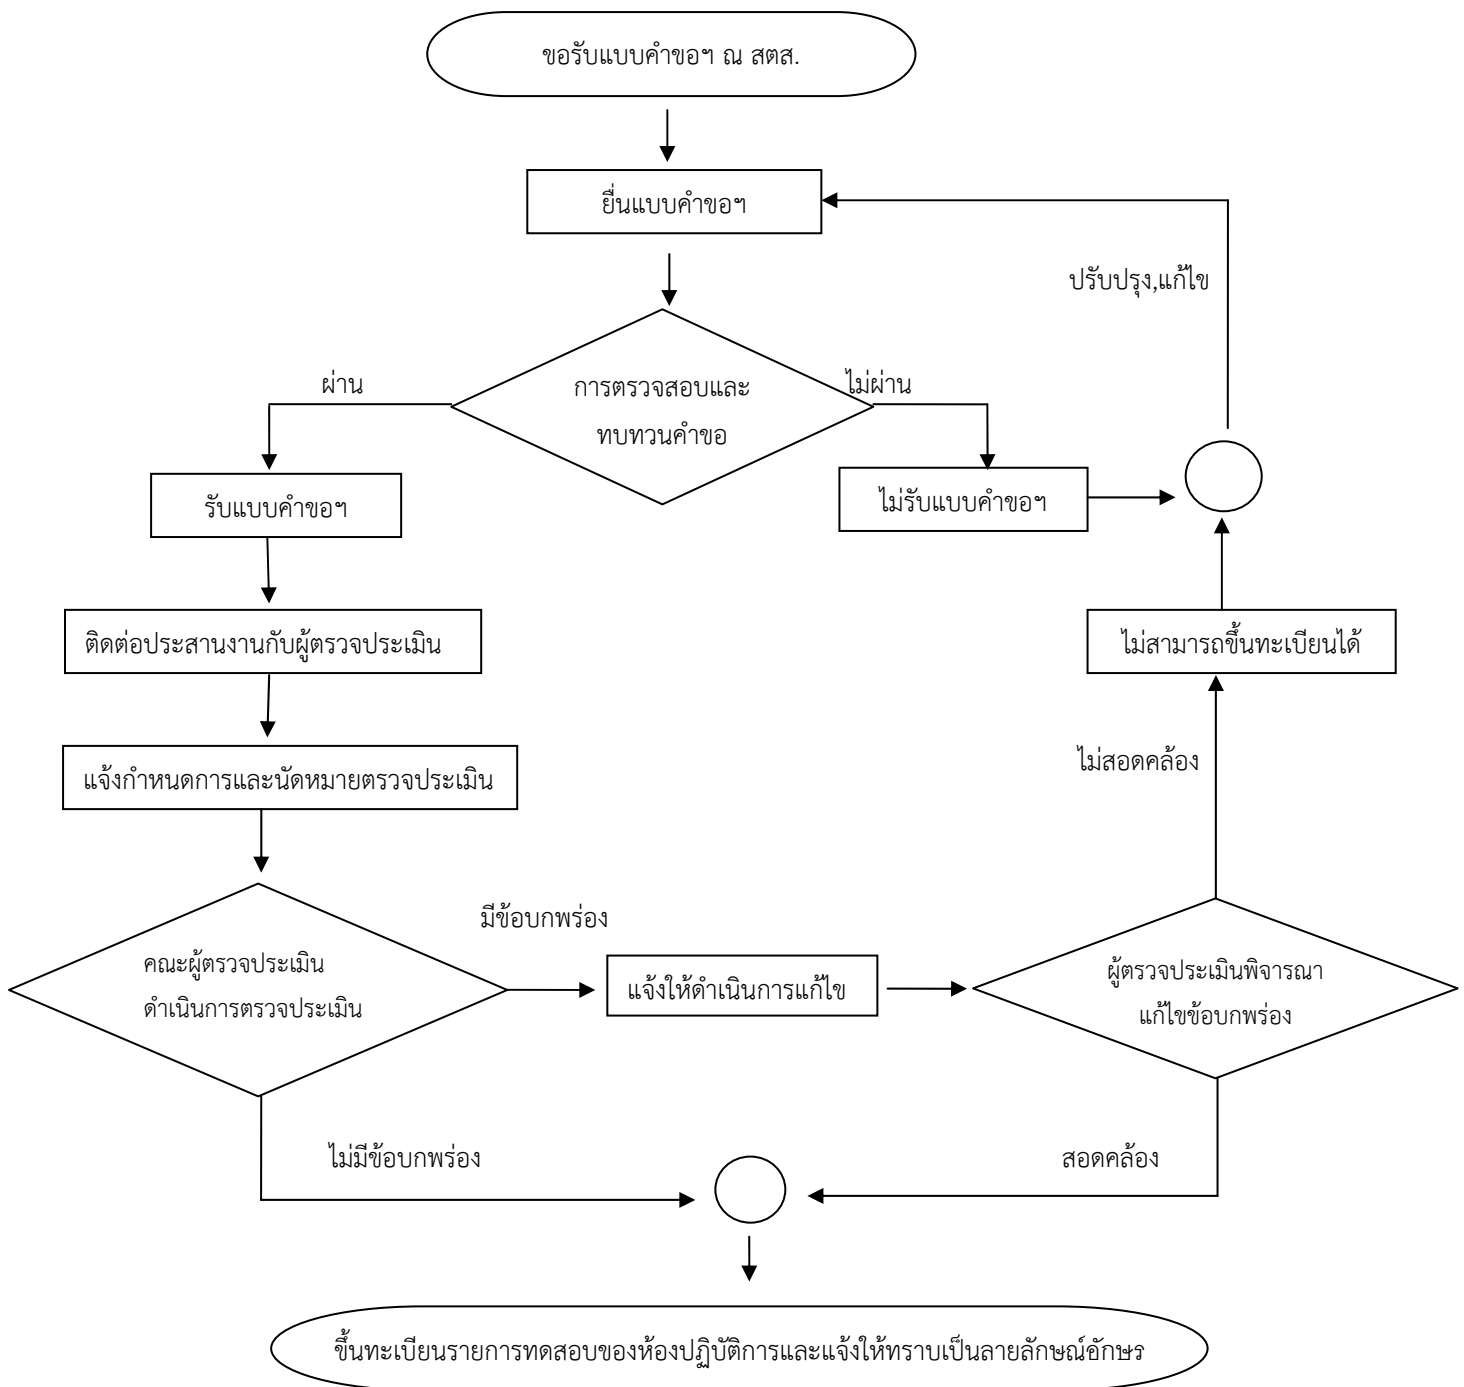 ขอรับแบบคำขอฯ ณ สตส.
ยื่นแบบคำขอฯ
ปรับปรุง,แก้ไข
ผ่าน
การตรวจสอบและ
ทบทวนคำขอ
ไม่ผ่าน
รับแบบคำขอฯ
ไม่รับแบบคำขอฯ
ติดต่อประสานงานกับผู้ตรวจประเมิน
ไม่สามารถขึ้นทะเบียนได้
แจ้งกำหนดการและนัดหมายตรวจประเมิน
ไม่สอดคล้อง
มีข้อบกพร่อง
คณะผู้ตรวจประเมิน
ดำเนินการตรวจประเมิน
แจ้งให้ดำเนินการแก้ไข
ผู้ตรวจประเมินพิจารณา
แก้ไขข้อบกพร่อง
ไม่มีข้อบกพร่อง
สอดคล้อง
ขึ้นทะเบียนรายการทดสอบของห้องปฏิบัติการและแจ้งให้ทราบเป็นลายลักษณ์อักษร